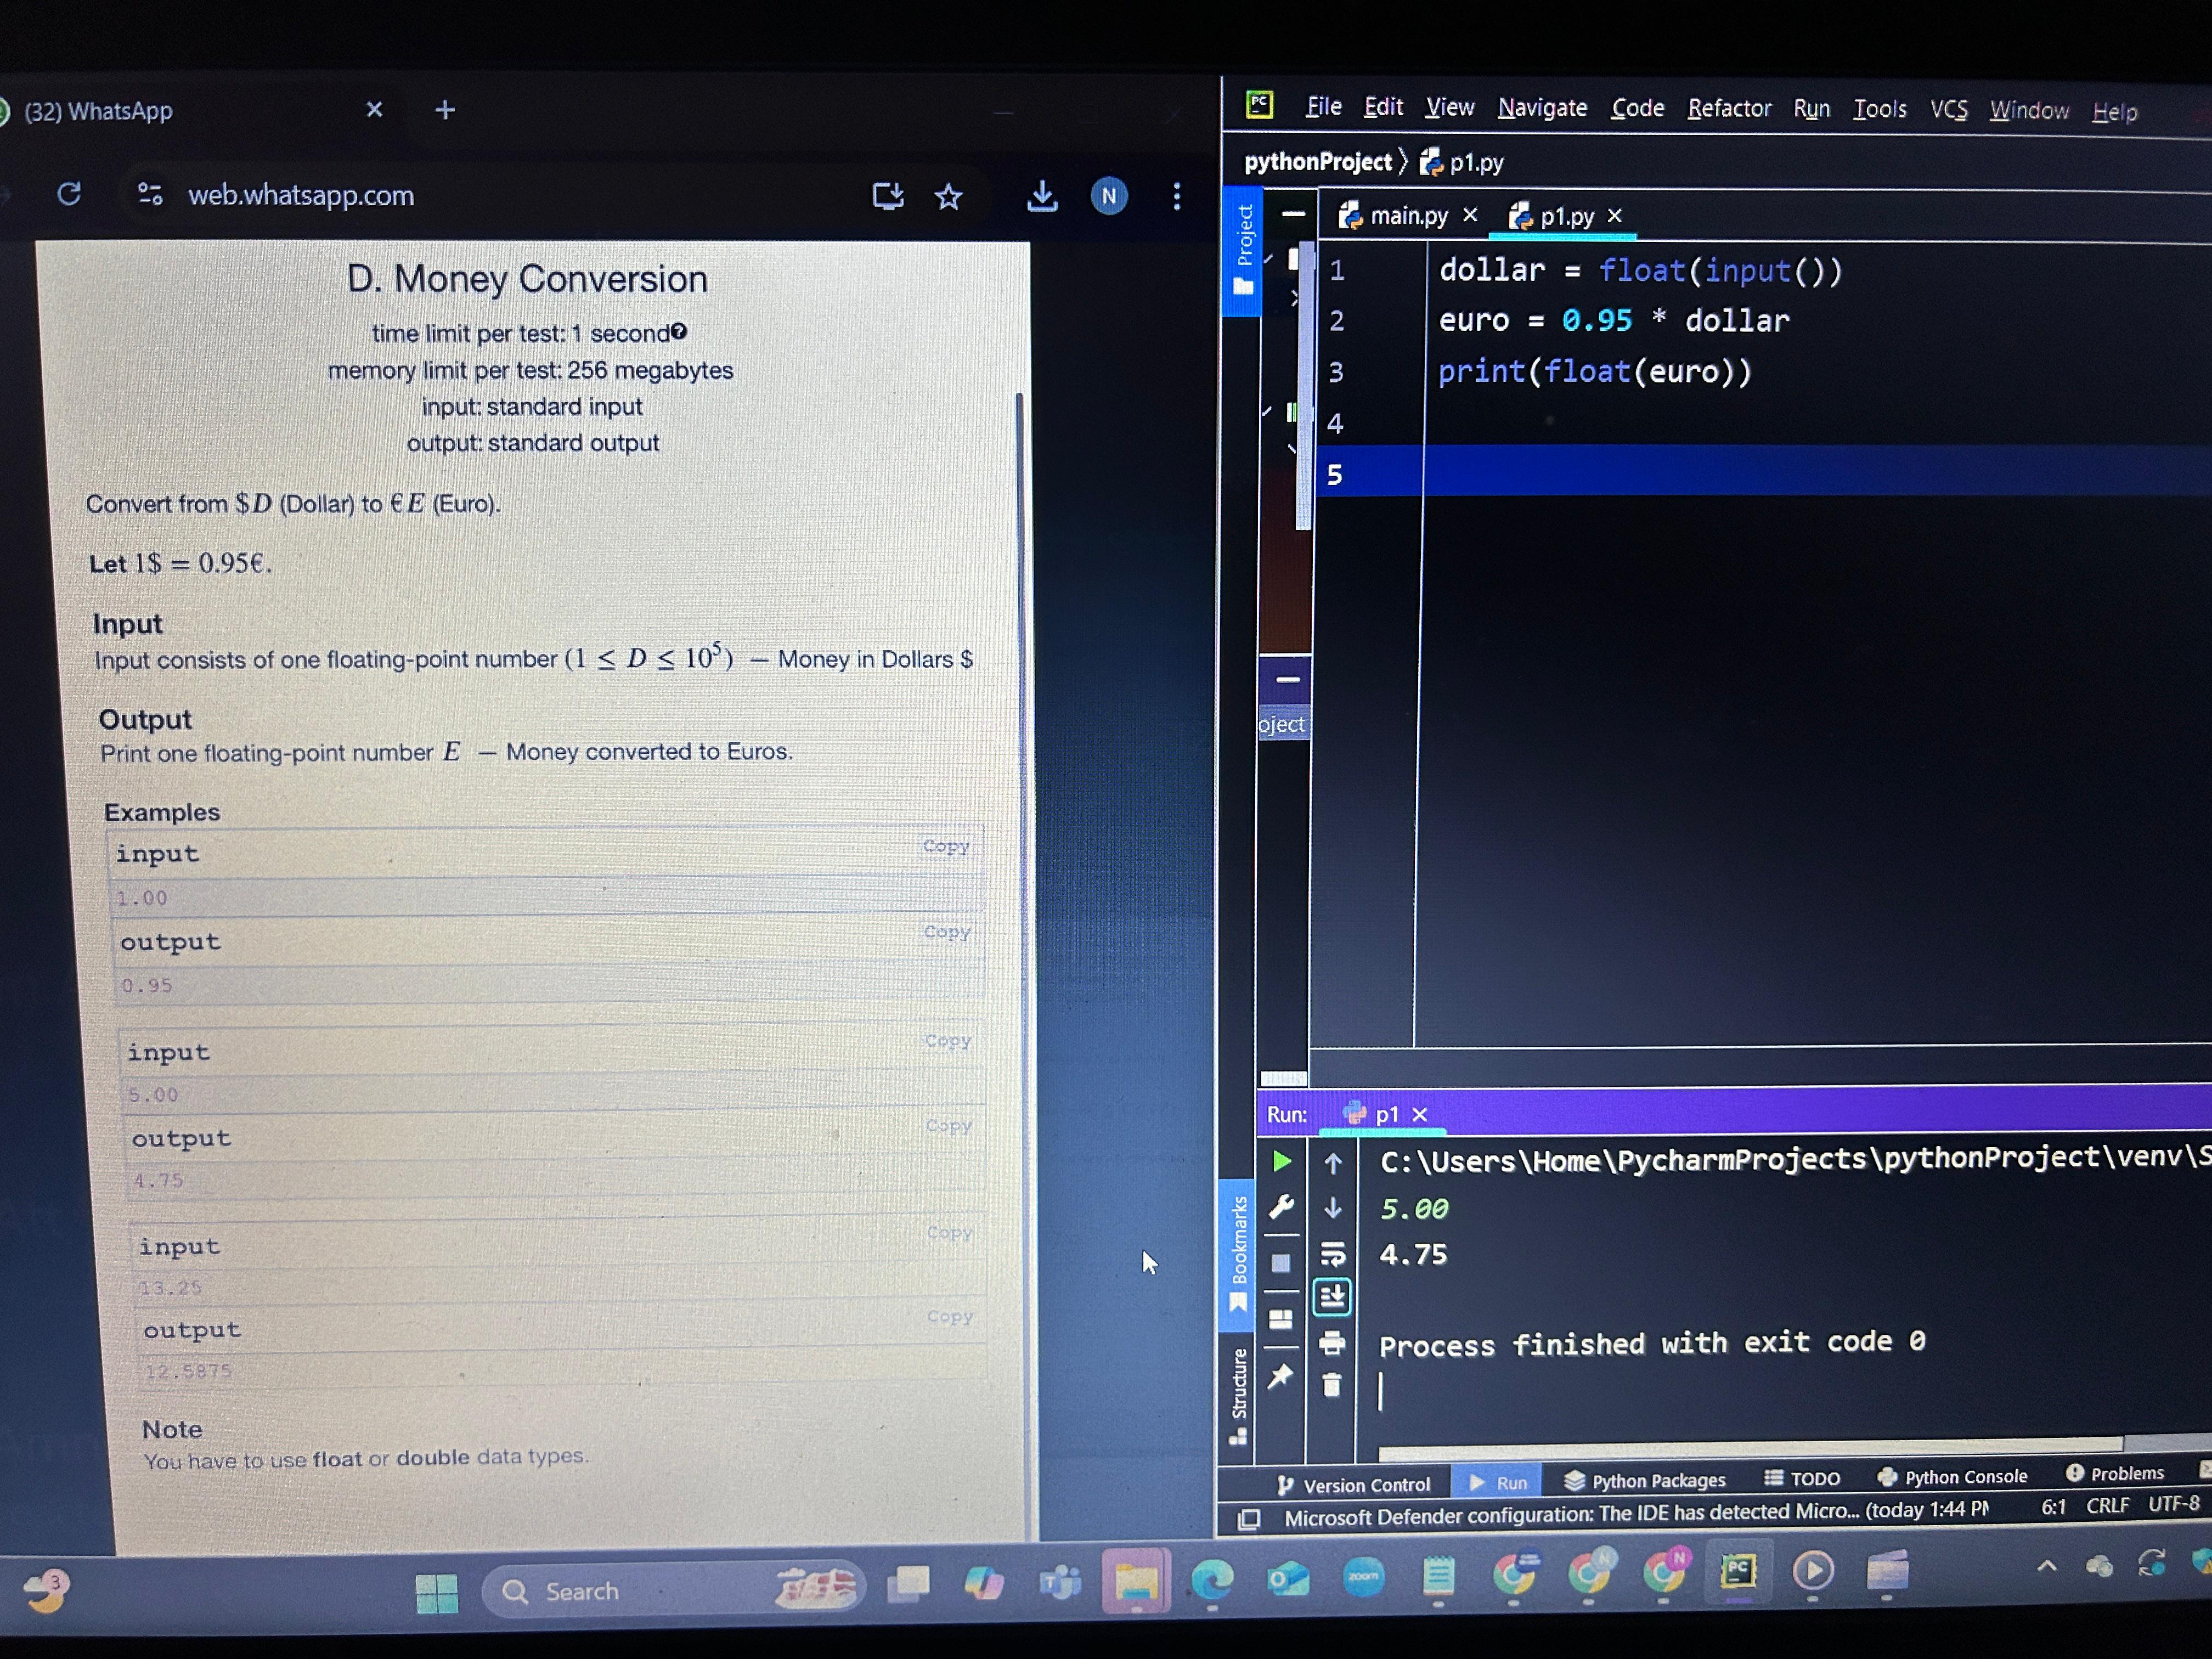 (32) WhatsApp
web.whatsapp.com
N
D. Money Conversion
time limit per test: 1 second
memory limit per test: 256 megabytes
input: standard input
output: standard output
Convert from $D (Dollar) to €E (Euro).
Let 1$ = 0.95€.
Input
Input consists of one floating-point number (1 ≤ D ≤ 10⁵) — Money in Dollars $
Output
Print one floating-point number E — Money converted to Euros.
Examples
input
Copy
1.00
output
Copy
0.95
input
Copy
5.00
output
Copy
4.75
input
Copy
13.25
output
Copy
12.5875
Note
You have to use float or double data types.
PC
File Edit View Navigate Code Refactor Run Tools VCS Window Help
pythonProject 〉 p1.py
Project
main.py × p1.py ×
1 dollar = float(input())
2 euro = 0.95 * dollar
3 print(float(euro))
4
5
oject
Run: p1 ×
C:\Users\Home\PycharmProjects\pythonProject\venv\S
5.00
4.75
Process finished with exit code 0
Bookmarks
Structure
Version Control Run Python Packages TODO Python Console Problems
Microsoft Defender configuration: The IDE has detected Micro... (today 1:44 PM 6:1 CRLF UTF-8
3
Search
zoom
PC